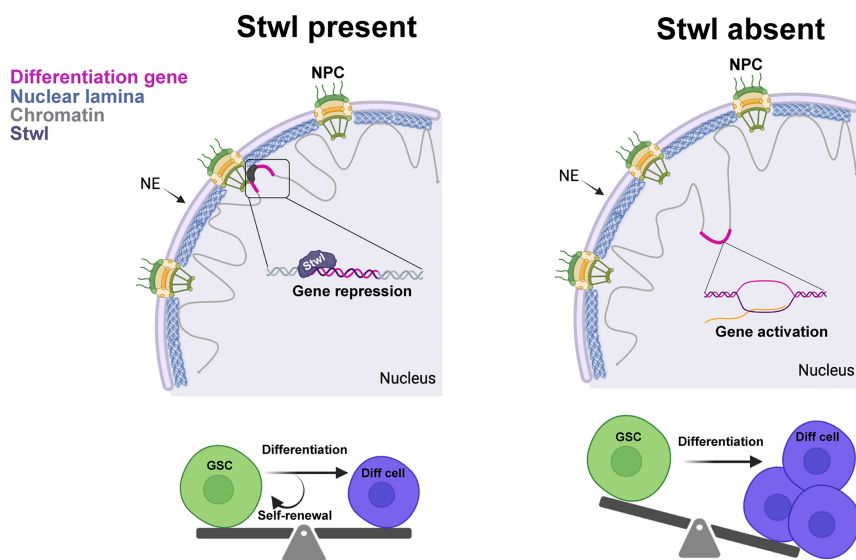 Stwl present
Stwl absent
Differentiation gene
Nuclear lamina
Chromatin
Stwl
NPC
NE
Stwl
Gene repression
Nucleus
NPC
NE
Gene activation
Nucleus
GSC
Differentiation
Diff cell
Self-renewal
GSC
Differentiation
Diff cell